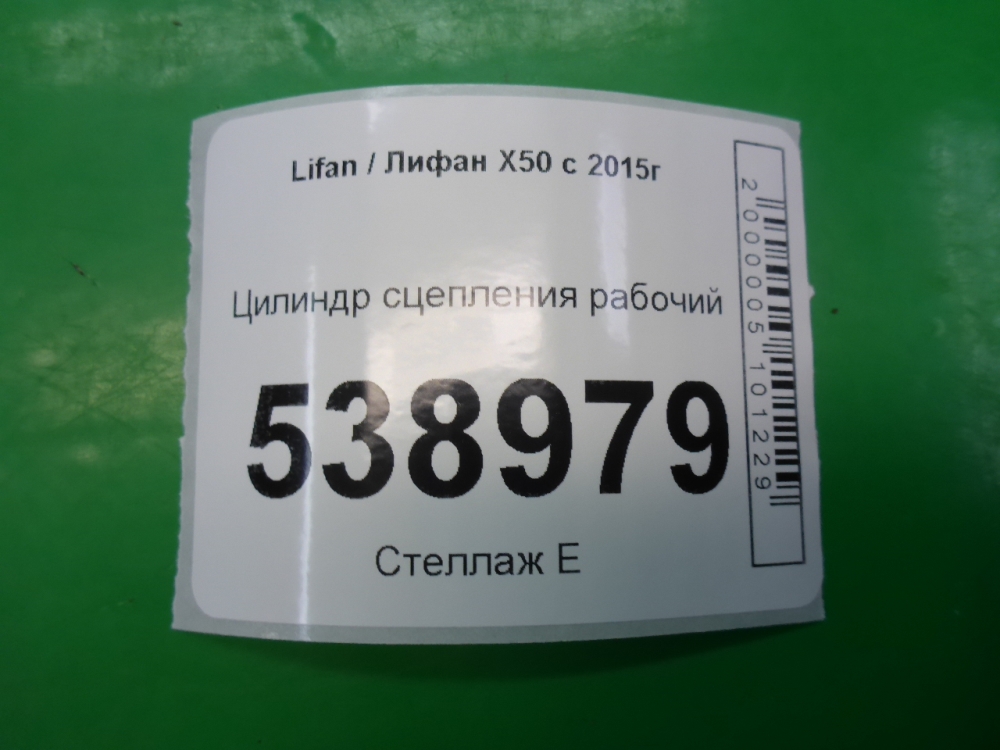 Lifan / Лифан X50 с 2015г
Цилиндр сцепления рабочий
538979
Стеллаж Е
2000005101229